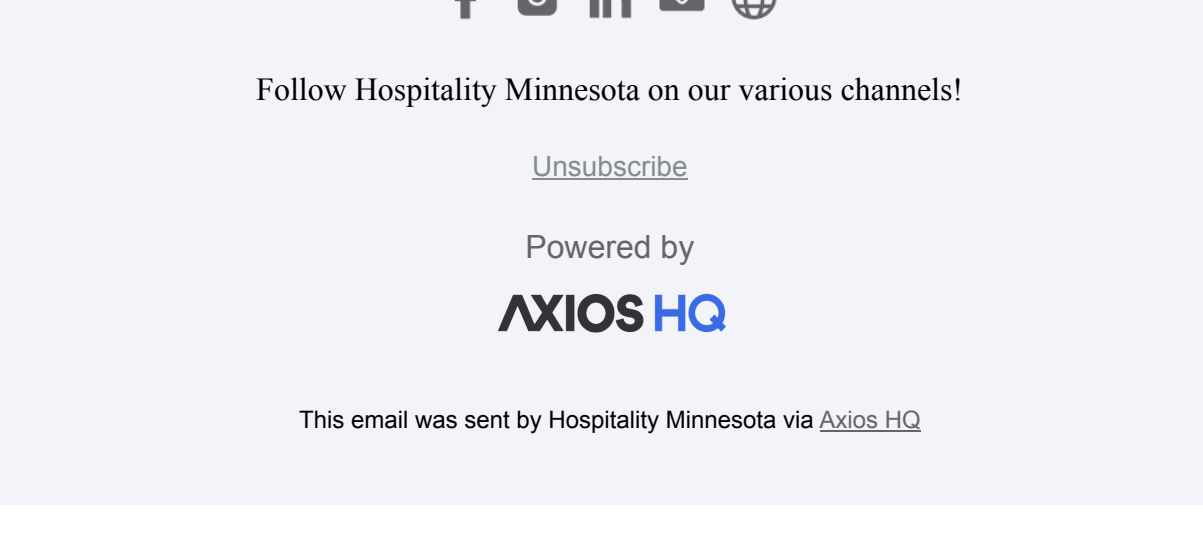 Follow Hospitality Minnesota on our various channels!
Unsubscribe
Powered by
AXIOS HQ
This email was sent by Hospitality Minnesota via Axios HQ